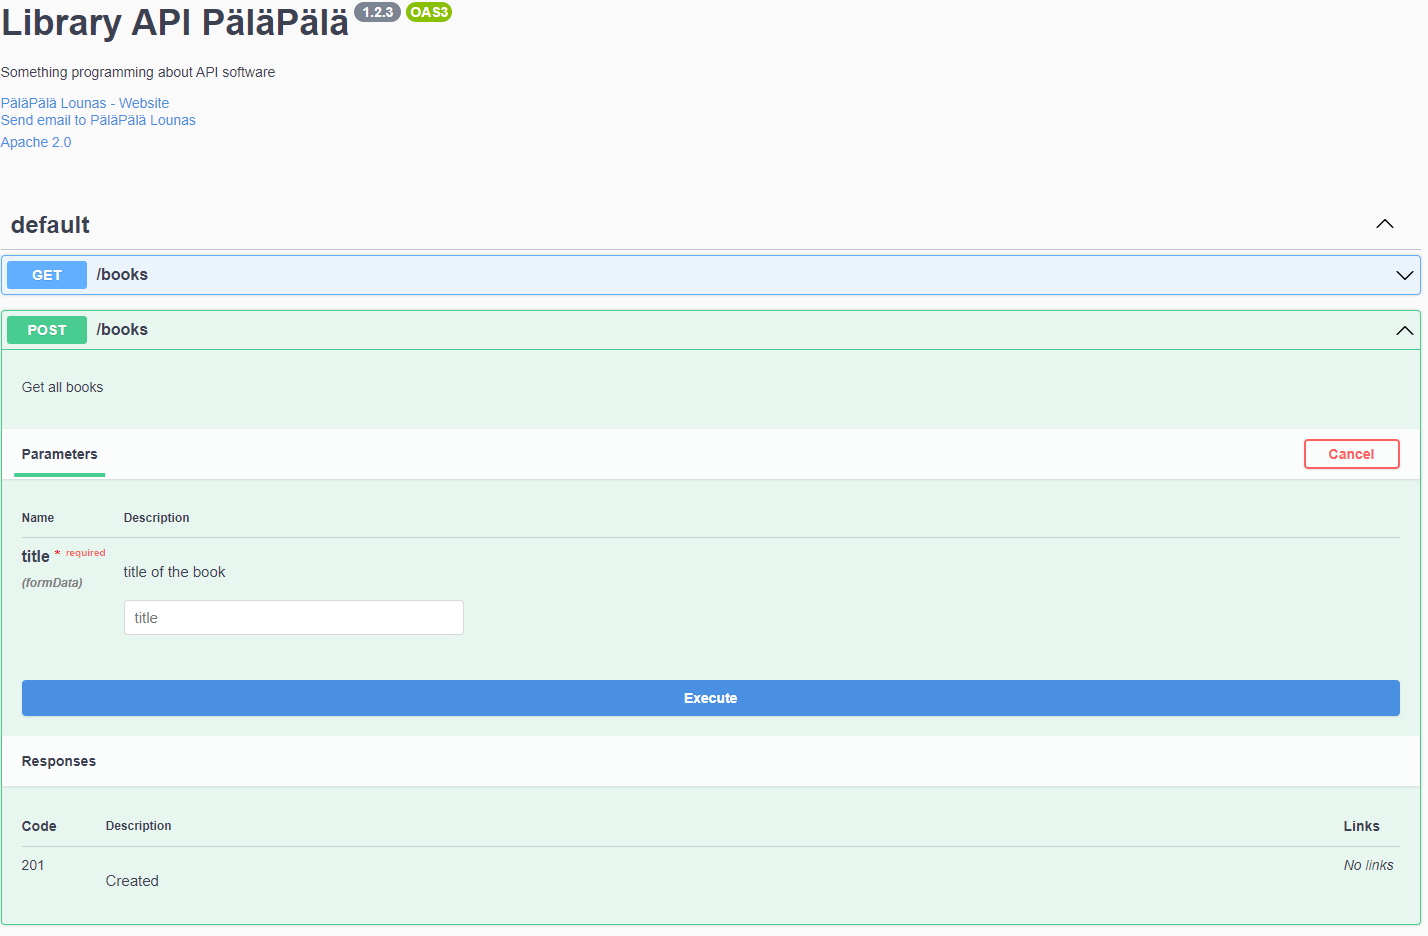 Library API PäläPälä 1.2.3 OAS3
Something programming about API software
PäläPälä Lounas - Website
Send email to PäläPälä Lounas
Apache 2.0
default
GET /books
POST /books
Get all books
Parameters Cancel
Name Description
title * required
(formData)
title of the book
title
Execute
Responses
Code Description Links
201 No links
Created